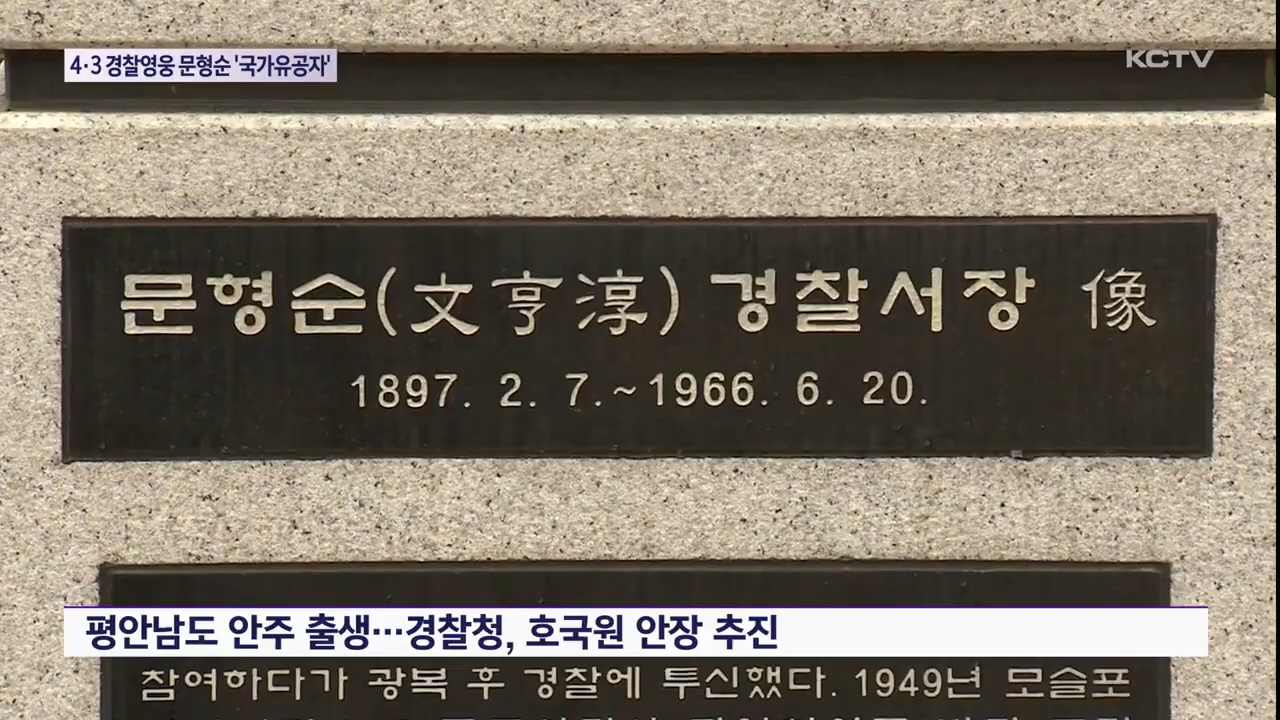 4·3 경찰영웅 문형순 '국가유공자'
KCTV
문형순(文亨淳) 경찰서장 像
1897. 2. 7.~1966. 6. 20.
평안남도 안주 출생…경찰청, 호국원 안장 추진
참여하다가 광복 후 경찰에 투신했다. 1949년 모슬포